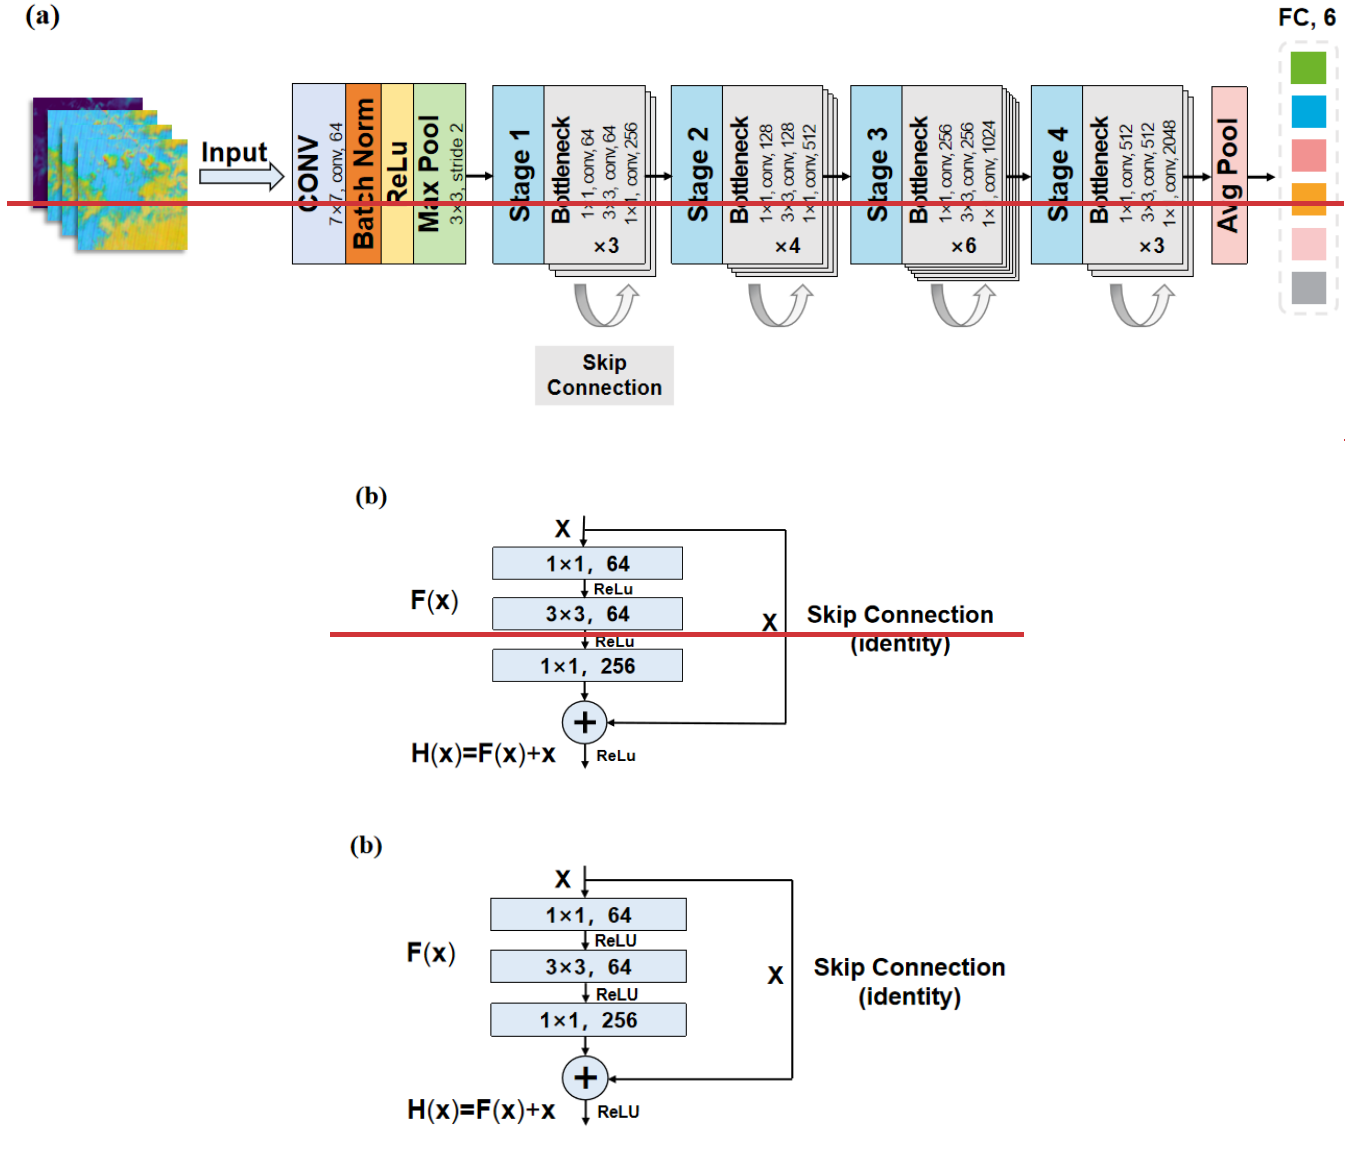 (a)
FC, 6
Input
CONV
7×7, conv, 64
Batch Norm
ReLu
Max Pool
3×3, stride 2
Stage 1
Bottleneck
1×1, conv, 64
3×3, conv, 64
1×1, conv, 256
×3
Stage 2
Bottleneck
1×1, conv, 128
3×3, conv, 128
1×1, conv, 512
×4
Stage 3
Bottleneck
1×1, conv, 256
3×3, conv, 256
1× , conv, 1024
×6
Stage 4
Bottleneck
1×1, conv, 512
3×3, conv, 512
1× , conv, 2048
×3
Avg Pool
Skip
Connection
(b)
X
1×1, 64
ReLu
F(x)
3×3, 64
X
Skip Connection
(identity)
ReLu
1×1, 256
+
H(x)=F(x)+x
ReLu
(b)
X
1×1, 64
ReLU
F(x)
3×3, 64
X
Skip Connection
(identity)
ReLU
1×1, 256
+
H(x)=F(x)+x
ReLU